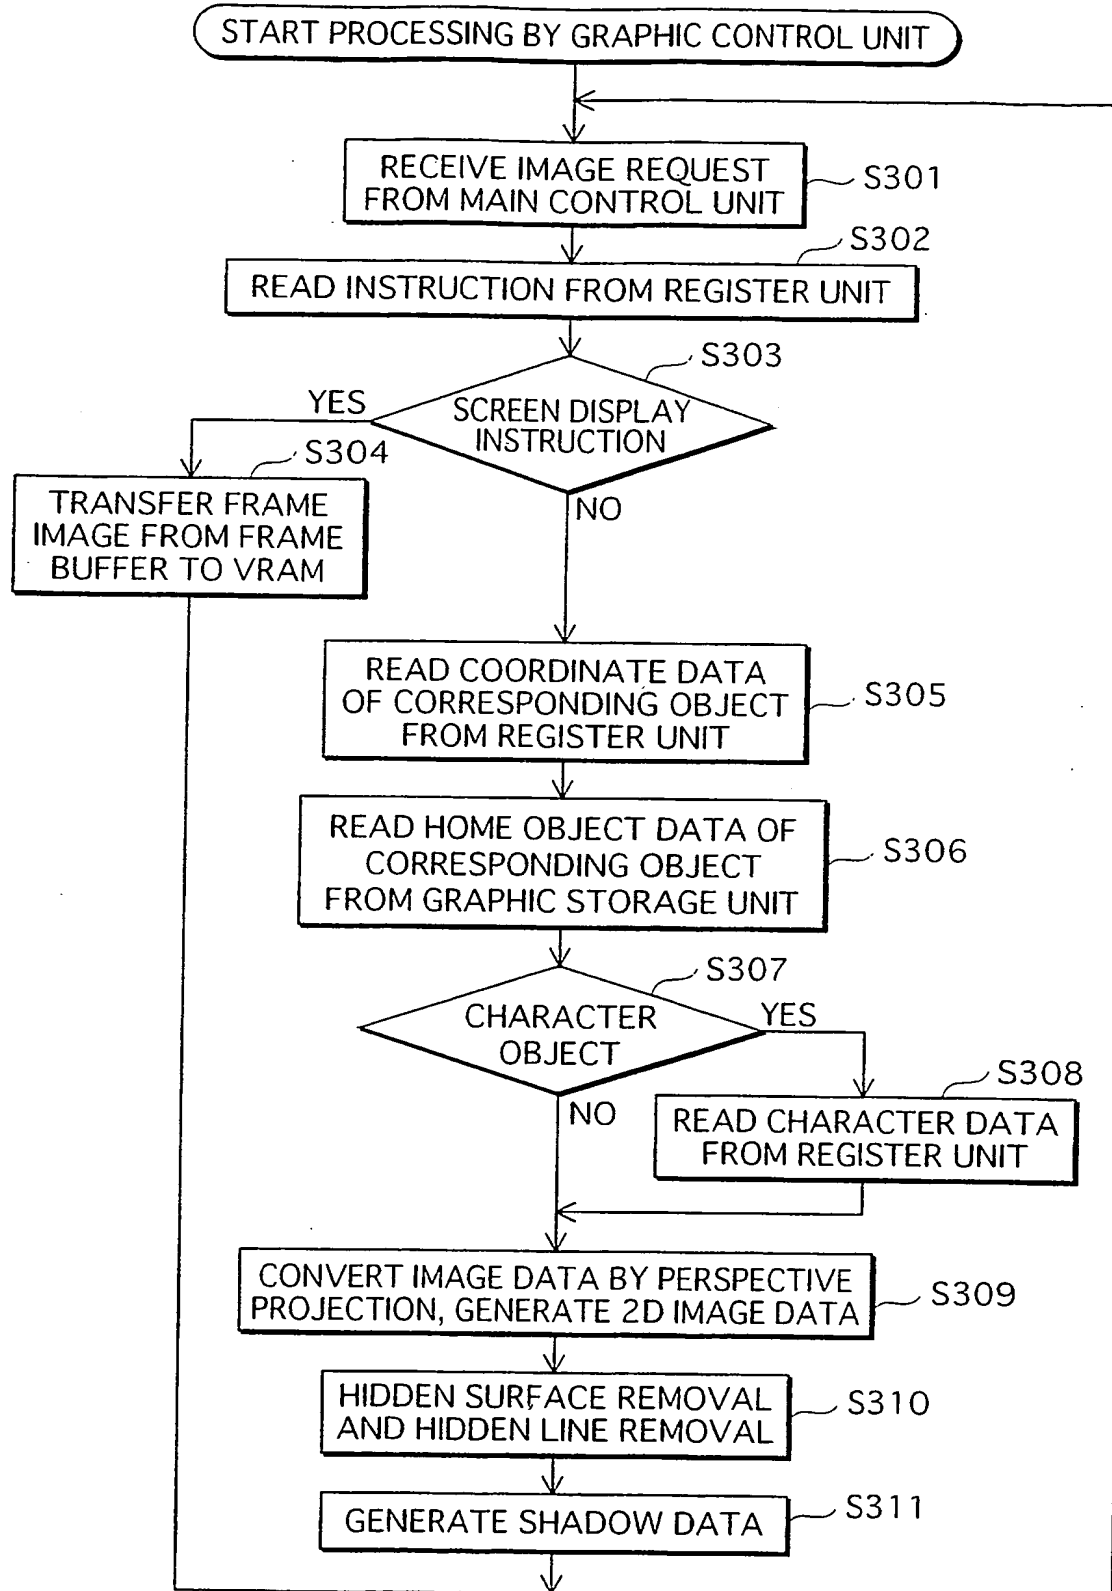 START PROCESSING BY GRAPHIC CONTROL UNIT
RECEIVE IMAGE REQUEST
FROM MAIN CONTROL UNIT
S301
S302
READ INSTRUCTION FROM REGISTER UNIT
S303
YES
SCREEN DISPLAY
INSTRUCTION
S304
NO
TRANSFER FRAME
IMAGE FROM FRAME
BUFFER TO VRAM
READ COORDINATE DATA
OF CORRESPONDING OBJECT
FROM REGISTER UNIT
S305
READ HOME OBJECT DATA OF
CORRESPONDING OBJECT
FROM GRAPHIC STORAGE UNIT
S306
S307
CHARACTER
OBJECT
YES
S308
NO
READ CHARACTER DATA
FROM REGISTER UNIT
CONVERT IMAGE DATA BY PERSPECTIVE
PROJECTION, GENERATE 2D IMAGE DATA
S309
HIDDEN SURFACE REMOVAL
AND HIDDEN LINE REMOVAL
S310
GENERATE SHADOW DATA
S311